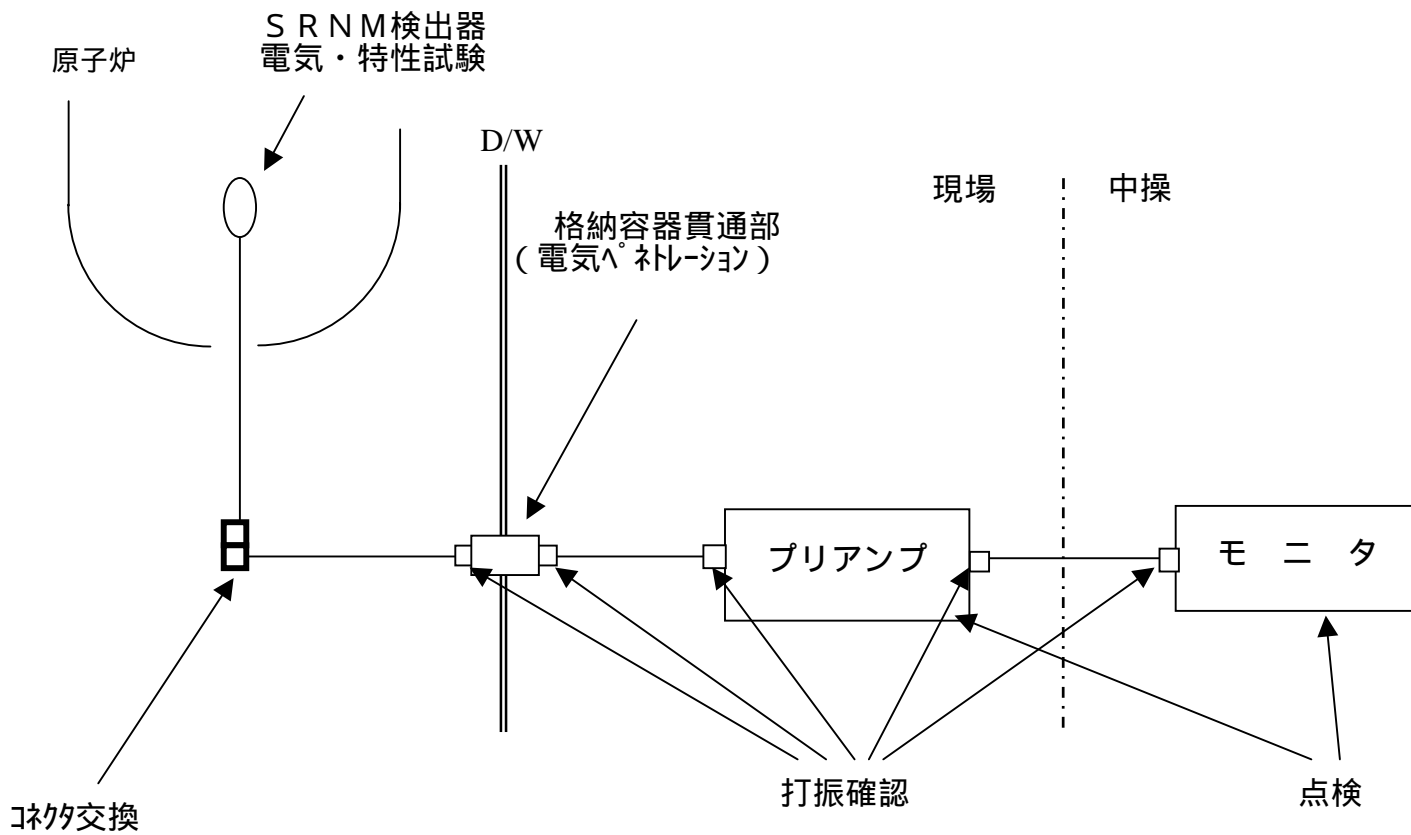 ＳＲＮＭ検出器
電気・特性試験
原子炉
D/W
現場
中操
格納容器貫通部
（電気ﾍﾟﾈﾄﾚｰｼｮﾝ）
プリアンプ
モ ニ タ
打振確認
点検
ｺﾈｸﾀ交換